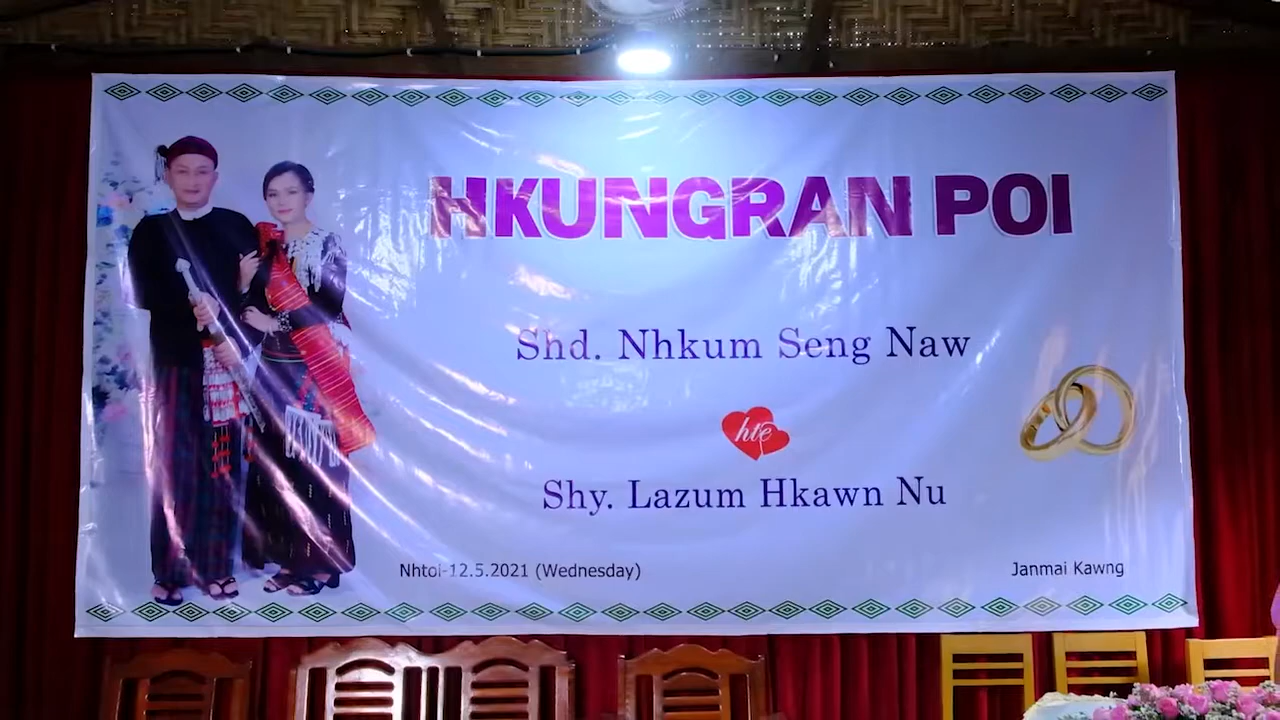 HKUNGRAN POI
Shd. Nhkum Seng Naw
hte
Shy. Lazum Hkawn Nu
Nhtoi-12.5.2021 (Wednesday)
Janmai Kawng